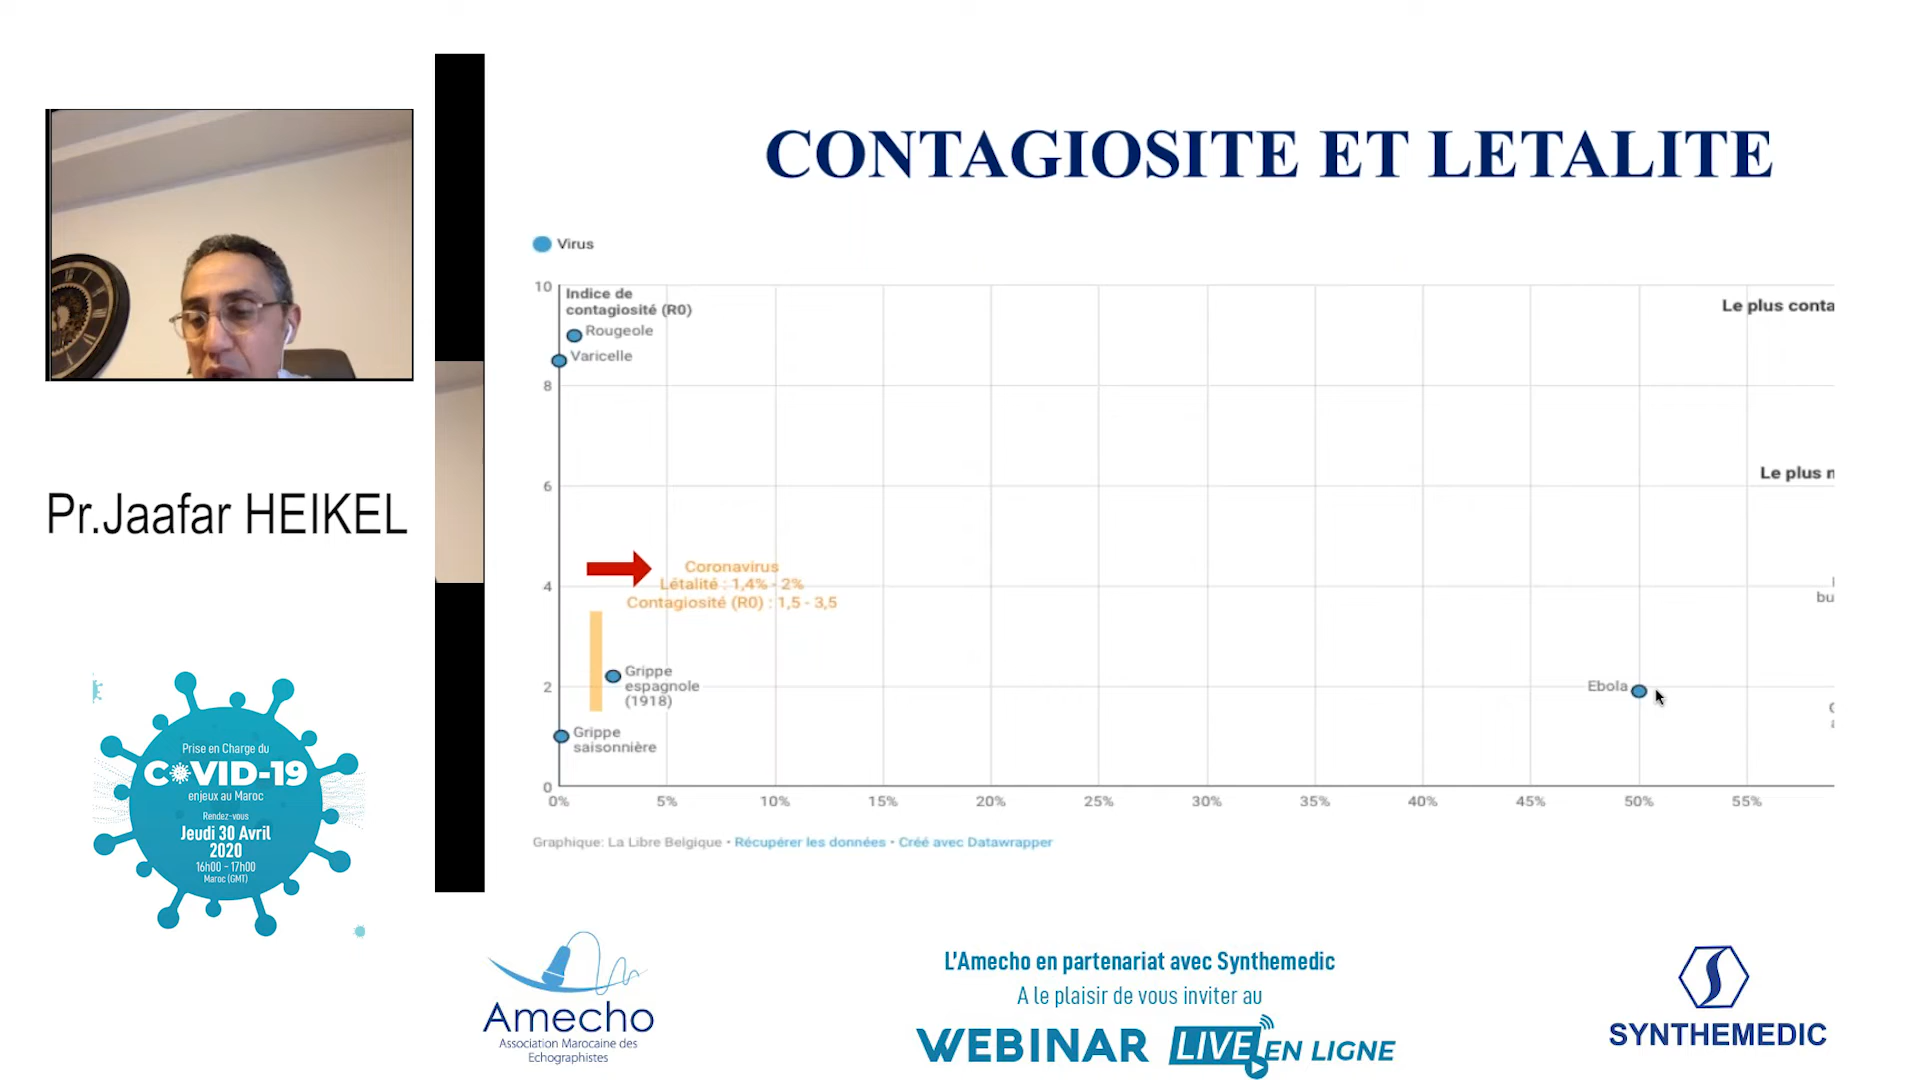 CONTAGIOSITE ET LETALITE
Virus
10
8
6
4
2
0
Indice de
contagiosité (R0)
Rougeole
Varicelle
Le plus conta
Le plus
Coronavirus
Létalité : 1,4% - 2%
Contagiosité (R0) : 1,5 - 3,5
bu
Grippe
espagnole
(1918)
Grippe
saisonnière
Ebola
0% 5% 10% 15% 20% 25% 30% 35% 40% 45% 50% 55%
Graphique: La Libre Belgique • Récupérer les données • Créé avec Datawrapper
Pr.Jaafar HEIKEL
Prise en Charge du
COVID-19
enjeux au Maroc
Rendez-vous
Jeudi 30 Avril
2020
16h00 - 17h00
Maroc (GMT)
Amecho
Association Marocaine des
Echographistes
L'Amecho en partenariat avec Synthemedic
A le plaisir de vous inviter au
WEBINAR LIVE EN LIGNE
SYNTHEMEDIC